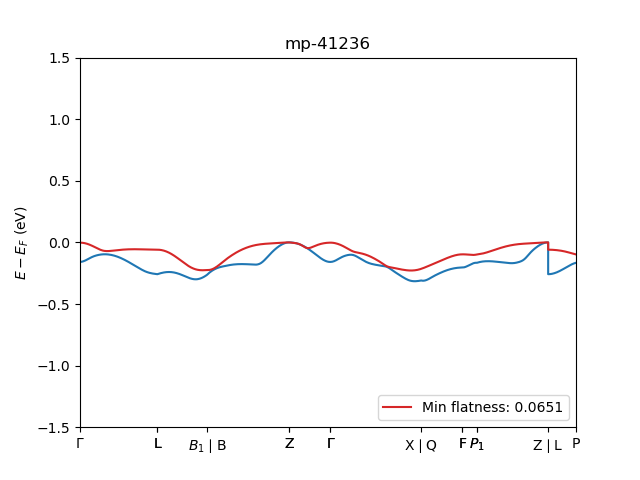 mp-41236
E − E_F (eV)
1.5
1.0
0.5
0.0
−0.5
−1.0
−1.5
Min flatness: 0.0651
Γ L B₁ | B Z Γ X | Q F P₁ Z | L P